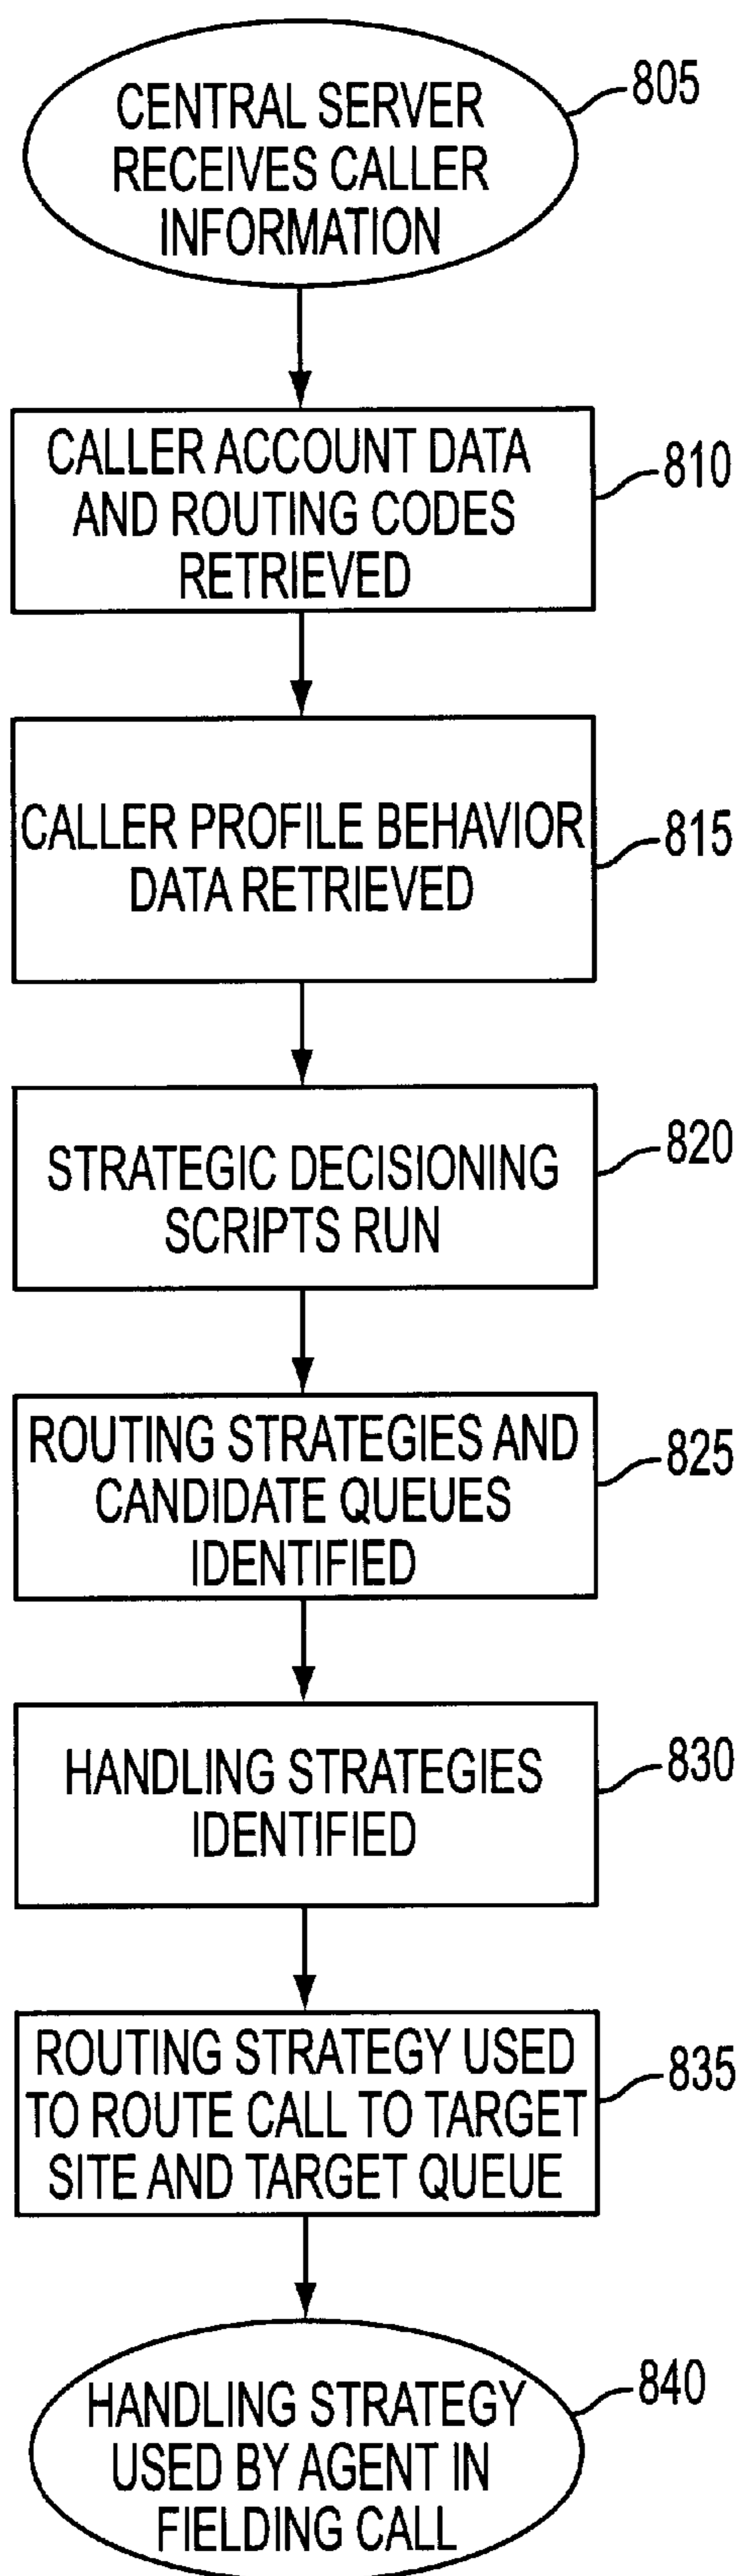 CENTRAL SERVER
RECEIVES CALLER
INFORMATION
805
CALLER ACCOUNT DATA
AND ROUTING CODES
RETRIEVED
810
CALLER PROFILE BEHAVIOR
DATA RETRIEVED
815
STRATEGIC DECISIONING
SCRIPTS RUN
820
ROUTING STRATEGIES AND
CANDIDATE QUEUES
IDENTIFIED
825
HANDLING STRATEGIES
IDENTIFIED
830
ROUTING STRATEGY USED
TO ROUTE CALL TO TARGET
SITE AND TARGET QUEUE
835
HANDLING STRATEGY
USED BY AGENT IN
FIELDING CALL
840